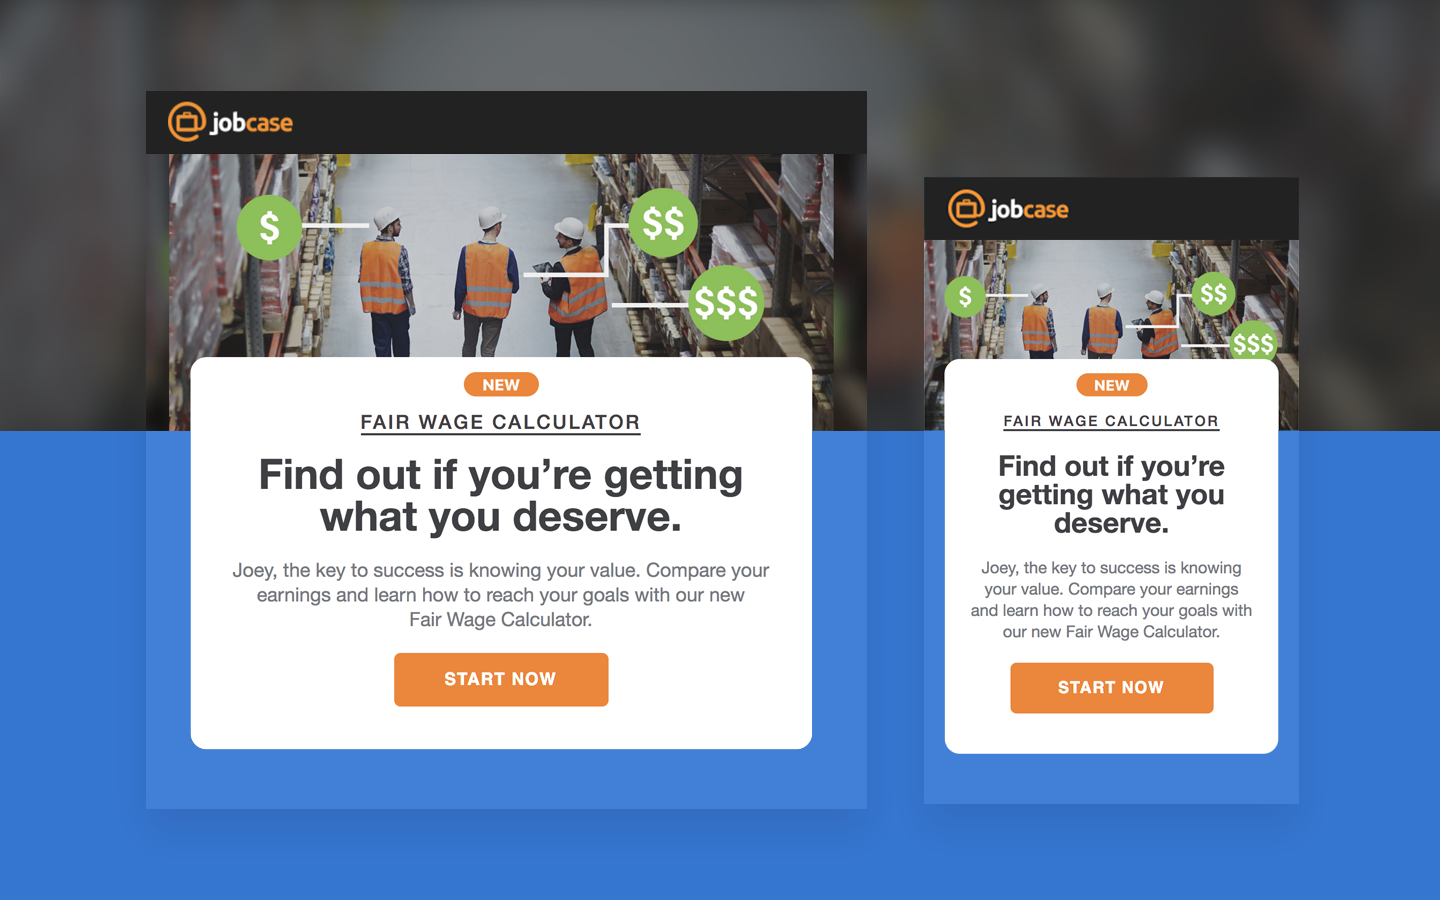 jobcase
$
$$
$$$
NEW
FAIR WAGE CALCULATOR
Find out if you’re getting
what you deserve.
Joey, the key to success is knowing your value. Compare your
earnings and learn how to reach your goals with our new
Fair Wage Calculator.
START NOW
jobcase
$
$$
$$$
NEW
FAIR WAGE CALCULATOR
Find out if you’re
getting what you
deserve.
Joey, the key to success is knowing
your value. Compare your earnings
and learn how to reach your goals with
our new Fair Wage Calculator.
START NOW